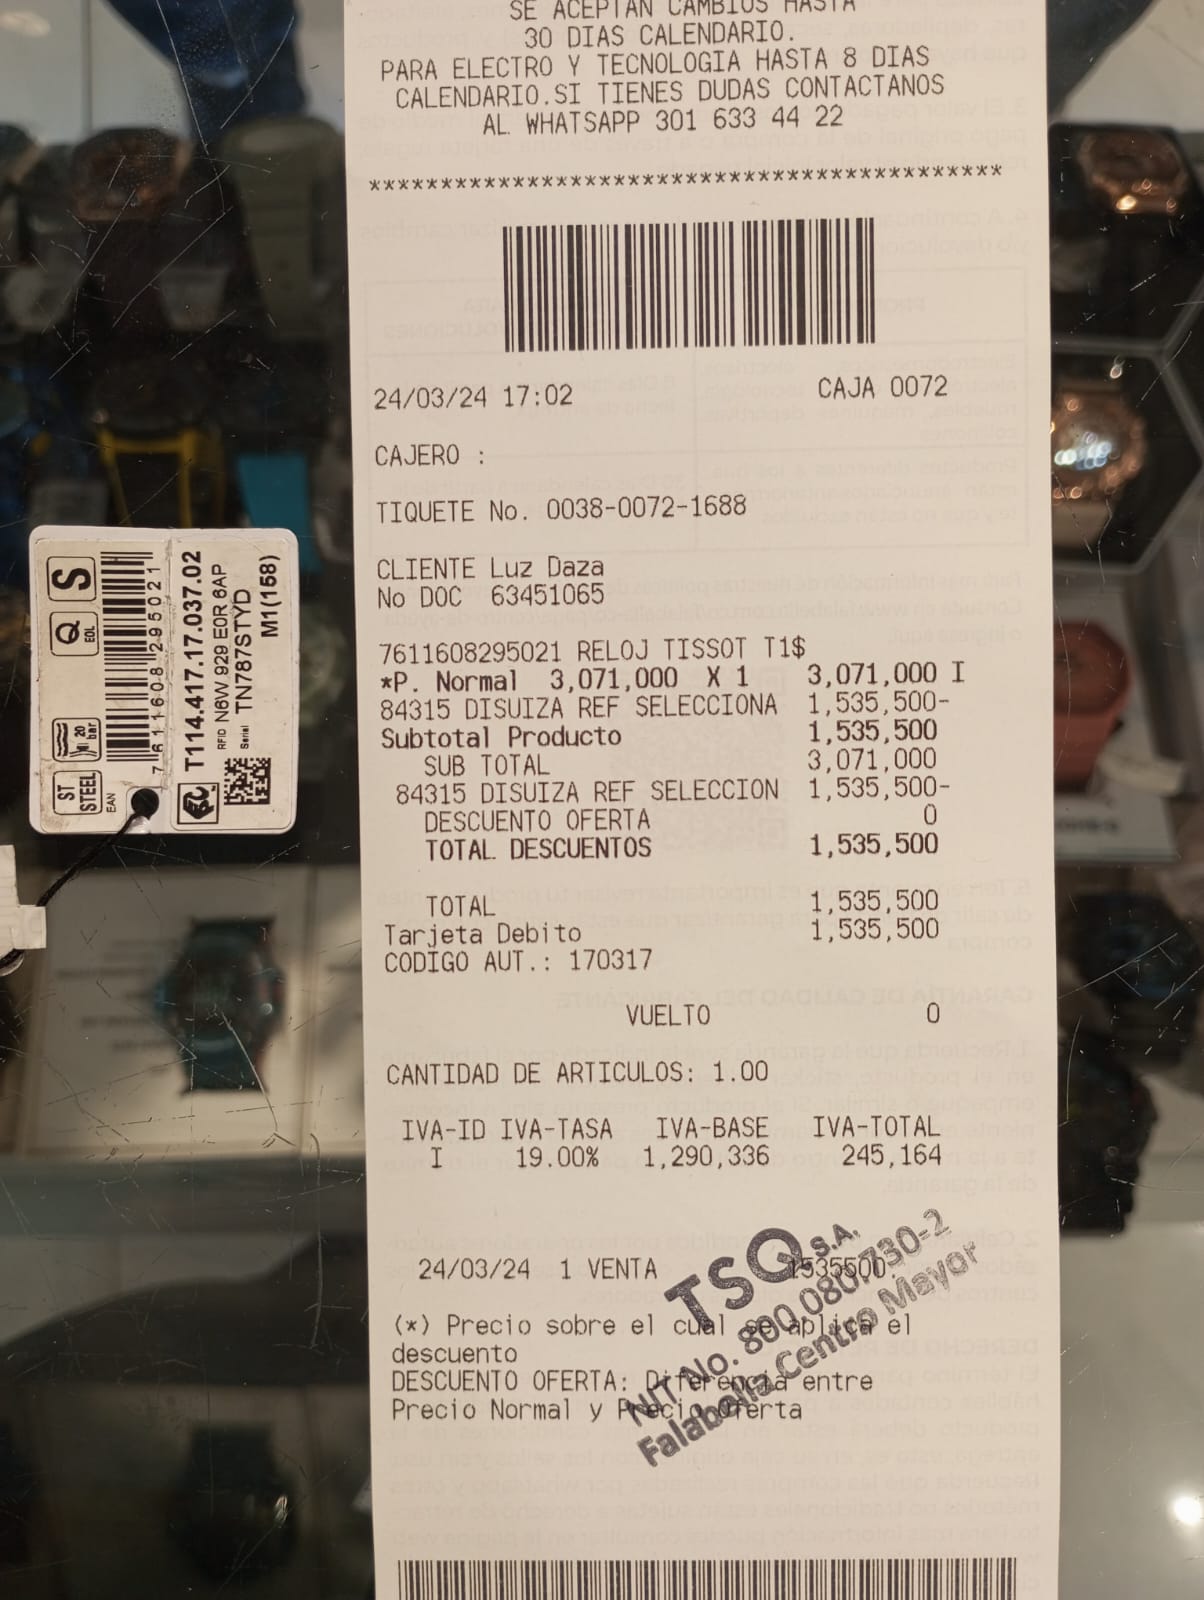 SE ACEPTAN CAMBIOS HASTA
30 DIAS CALENDARIO.
PARA ELECTRO Y TECNOLOGIA HASTA 8 DIAS
CALENDARIO.SI TIENES DUDAS CONTACTANOS
AL WHATSAPP 301 633 44 22
********************************************
24/03/24 17:02 CAJA 0072
CAJERO :
TIQUETE No. 0038-0072-1688
CLIENTE Luz Daza
No DOC 63451065
7611608295021 RELOJ TISSOT T1$
*P. Normal 3,071,000 X 1 3,071,000 I
84315 DISUIZA REF SELECCIONA 1,535,500-
Subtotal Producto 1,535,500
SUB TOTAL 3,071,000
84315 DISUIZA REF SELECCION 1,535,500-
DESCUENTO OFERTA 0
TOTAL DESCUENTOS 1,535,500
TOTAL 1,535,500
Tarjeta Debito 1,535,500
CODIGO AUT.: 170317
VUELTO 0
CANTIDAD DE ARTICULOS: 1.00
IVA-ID IVA-TASA IVA-BASE IVA-TOTAL
I 19.00% 1,290,336 245,164
24/03/24 1 VENTA 1535500.
(*) Precio sobre el cual se aplica el
descuento
DESCUENTO OFERTA: Diferencia entre
Precio Normal y Precio Oferta
TSQ S.A.
NIT No. 800.080.730-2
Falabella Centro Mayor
ST
STEEL
20
bar
Q
EOL
S
EAN
7 611608 295021
T114.417.17.037.02
RFID N6W 929 E0R 6AP
Serial TN787STYD
M1(158)